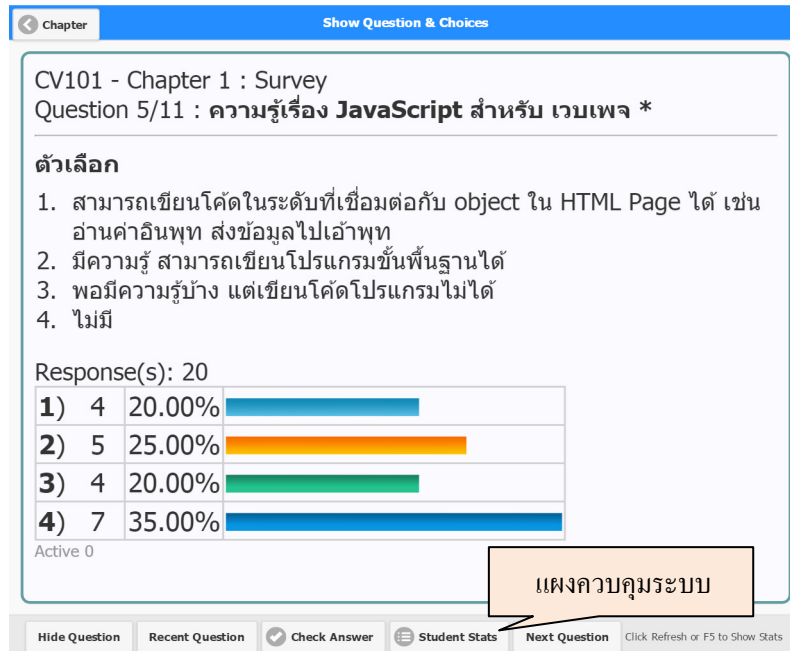 Chapter
Show Question & Choices
CV101 - Chapter 1 : Survey
Question 5/11 : ความรู้เรื่อง JavaScript สำหรับ เวบเพจ *
ตัวเลือก
1. สามารถเขียนโค้ดในระดับที่เชื่อมต่อกับ object ใน HTML Page ได้ เช่น
อ่านค่าอินพุท ส่งข้อมูลไปเอ้าพุท
2. มีความรู้ สามารถเขียนโปรแกรมขั้นพื้นฐานได้
3. พอมีความรู้บ้าง แต่เขียนโค้ดโปรแกรมไม่ได้
4. ไม่มี
Response(s): 20
1) 4 20.00%
2) 5 25.00%
3) 4 20.00%
4) 7 35.00%
Active 0
แผงควบคุมระบบ
Hide Question Recent Question Check Answer Student Stats Next Question Click Refresh or F5 to Show Stats